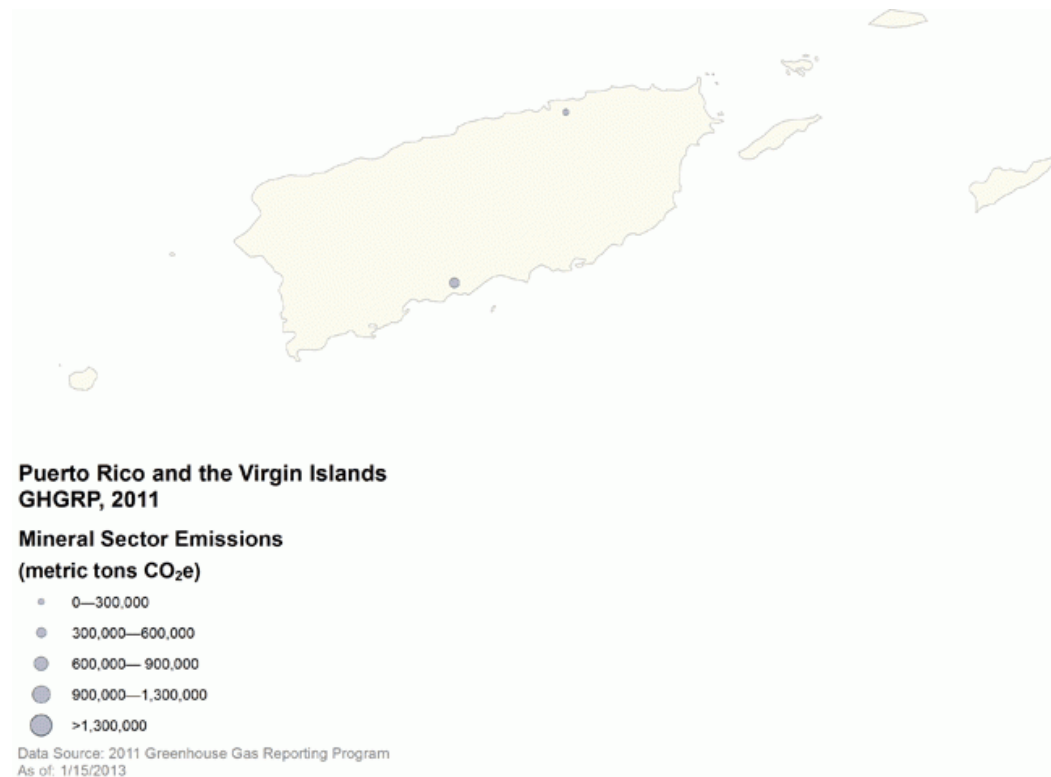 Puerto Rico and the Virgin Islands
GHGRP, 2011
Mineral Sector Emissions
(metric tons CO₂e)
0—300,000
300,000—600,000
600,000— 900,000
900,000—1,300,000
>1,300,000
Data Source: 2011 Greenhouse Gas Reporting Program
As of: 1/15/2013